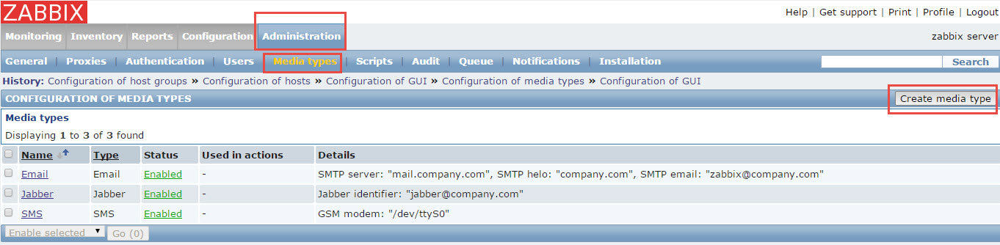 ZABBIX
Help | Get support | Print | Profile | Logout
Monitoring Inventory Reports Configuration Administration
zabbix server
General | Proxies | Authentication | Users | Media types | Scripts | Audit | Queue | Notifications | Installation
Search
History: Configuration of host groups » Configuration of hosts » Configuration of GUI » Configuration of media types » Configuration of GUI
CONFIGURATION OF MEDIA TYPES
Create media type
Media types
Displaying 1 to 3 of 3 found
Name Type Status Used in actions Details
Email Email Enabled - SMTP server: "mail.company.com", SMTP helo: "company.com", SMTP email: "zabbix@company.com"
Jabber Jabber Enabled - Jabber identifier: "jabber@company.com"
SMS SMS Enabled - GSM modem: "/dev/ttyS0"
Enable selected Go (0)